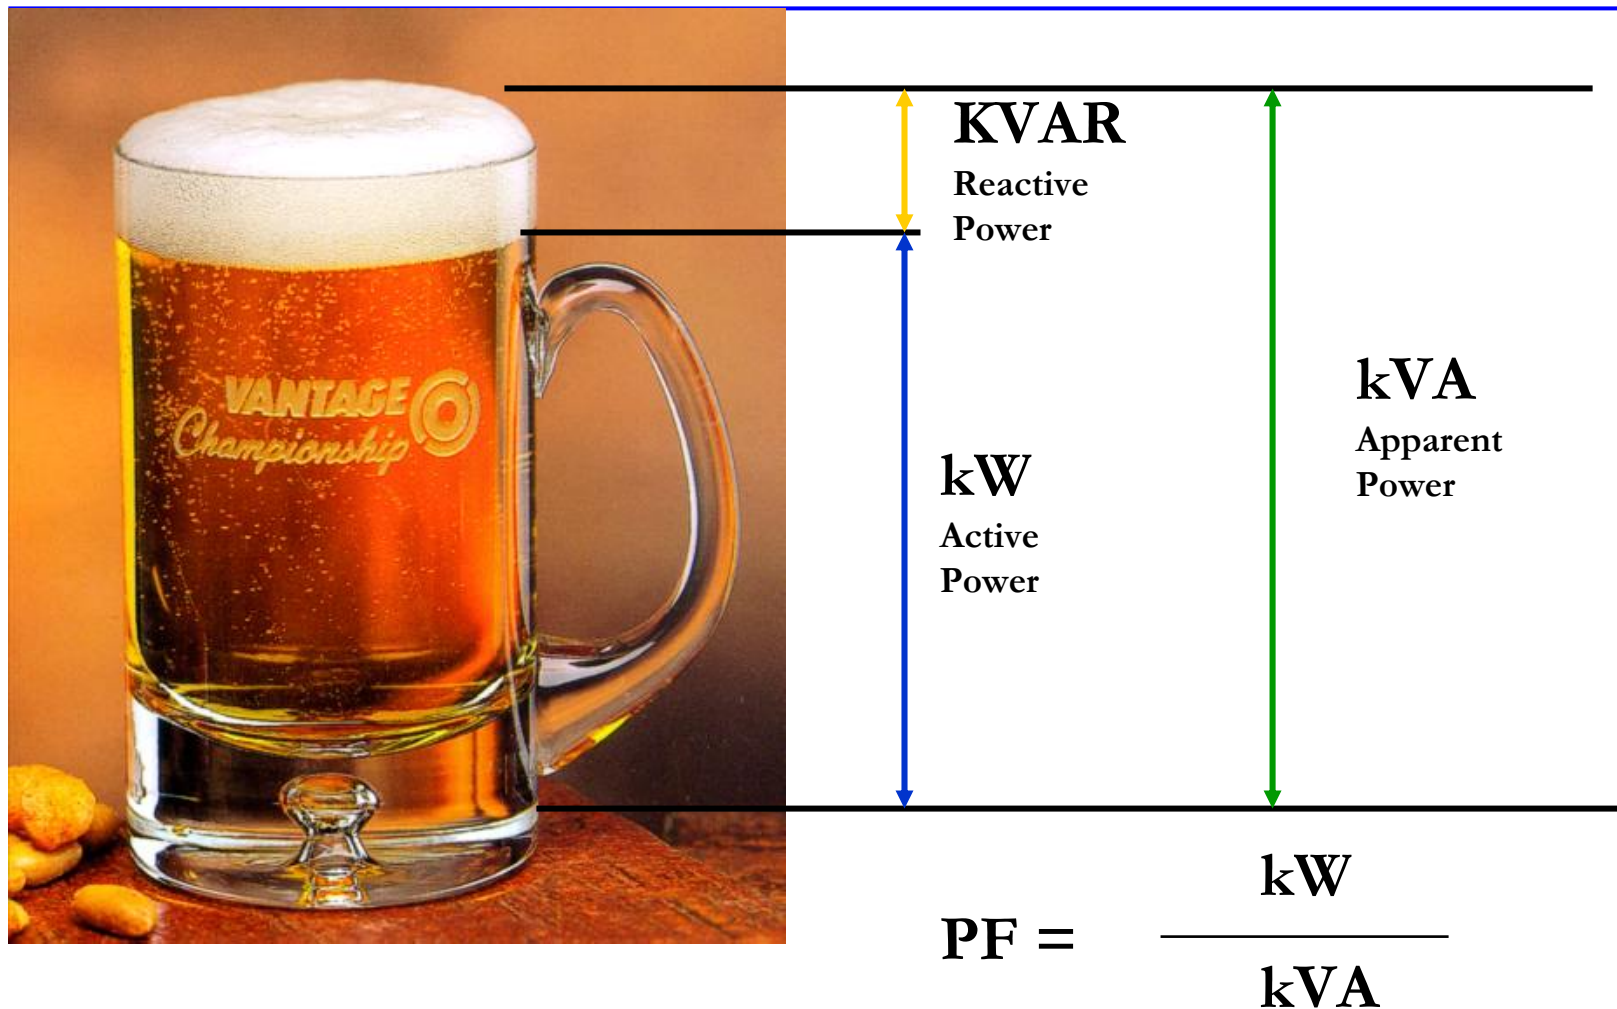 VANTAGE
Championship
KVAR
Reactive
Power
kW
Active
Power
kVA
Apparent
Power
PF =
kW
kVA